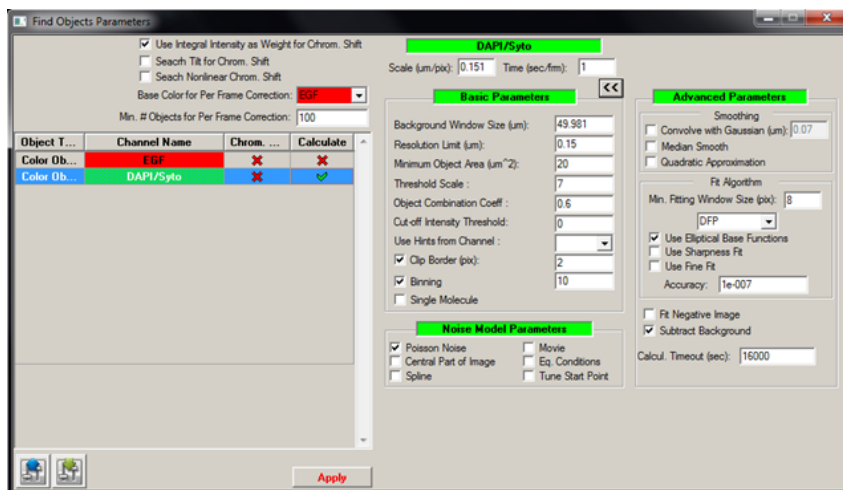 Find Objects Parameters
Use Integral Intensity as Weight for Crhrom. Shift
Seacrh Tilt for Chrom. Shift
Seach Nonlinear Chrom. Shift
Base Color for Per Frame Correction: EGF
Min. # Objects for Per Frame Correction: 100
Object T... Channel Name Chrom. ... Calculate
Color Ob... EGF
Color Ob... DAPI/Syto
Apply
DAPI/Syto
Scale (um/pix): 0.151 Time (sec/frm): 1
<<
Basic Parameters
Background Window Size (um): 49.981
Resolution Limit (um): 0.15
Minimum Object Area (um^2): 20
Threshold Scale : 7
Object Combination Coeff : 0.6
Cut-off Intensity Threshold: 0
Use Hints from Channel :
Clip Border (pix): 2
Binning 10
Single Molecule
Noise Model Parameters
Poisson Noise Movie
Central Part of Image Eq. Conditions
Spline Tune Start Point
Advanced Parameters
Smoothing
Convolve with Gaussian (um): 0.07
Median Smooth
Quadratic Approximation
Fit Algorithm
Min. Fitting Window Size (pix): 8
DFP
Use Elliptical Base Functions
Use Sharpness Fit
Use Fine Fit
Accuracy: 1e-007
Fit Negative Image
Subtract Background
Calcul. Timeout (sec): 16000